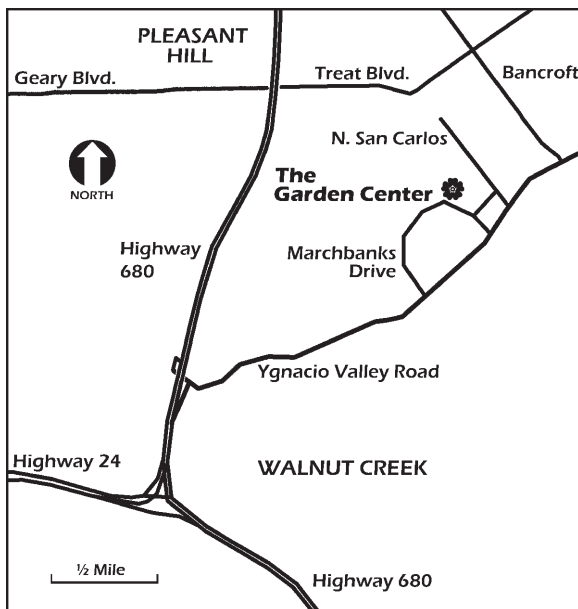 PLEASANT
HILL
Geary Blvd.
Treat Blvd.
Bancroft
N. San Carlos
NORTH
The
Garden Center
Highway
680
Marchbanks
Drive
Ygnacio Valley Road
Highway 24
WALNUT CREEK
½ Mile
Highway 680